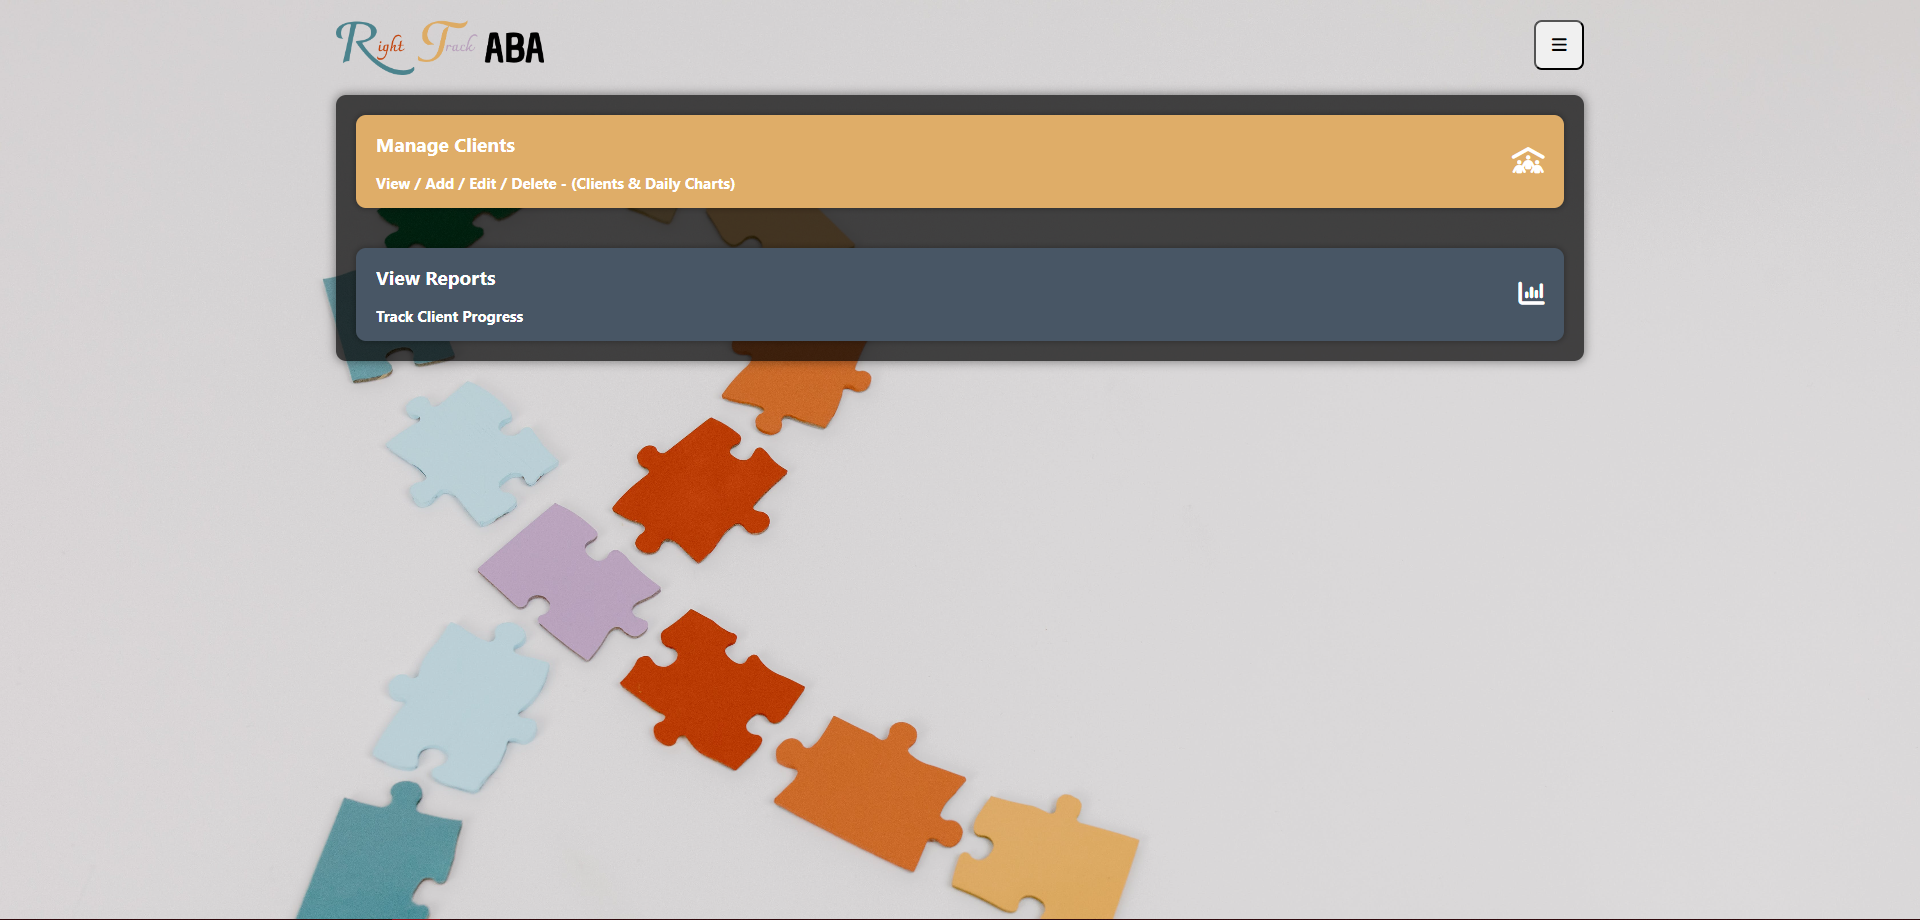 Right Track ABA
Manage Clients
View / Add / Edit / Delete - (Clients & Daily Charts)
View Reports
Track Client Progress